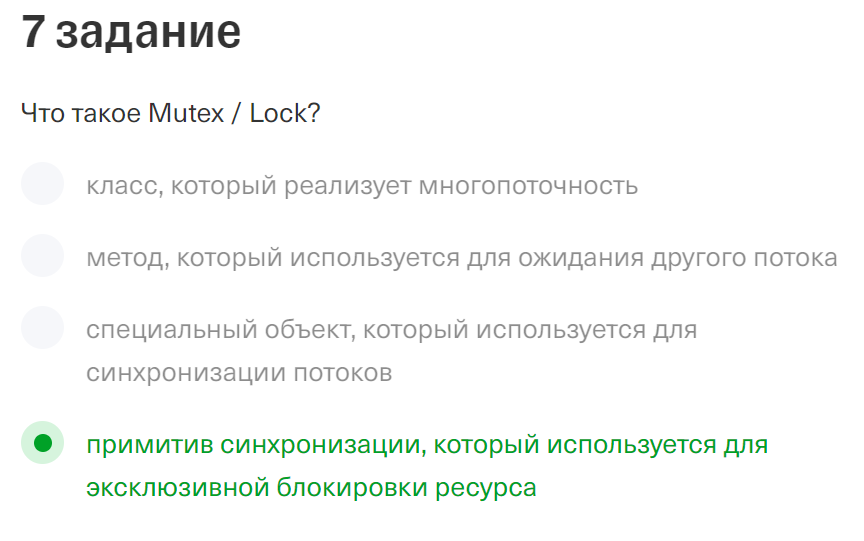 7 задание
Что такое Mutex / Lock?
класс, который реализует многопоточность
метод, который используется для ожидания другого потока
специальный объект, который используется для
синхронизации потоков
примитив синхронизации, который используется для
эксклюзивной блокировки ресурса